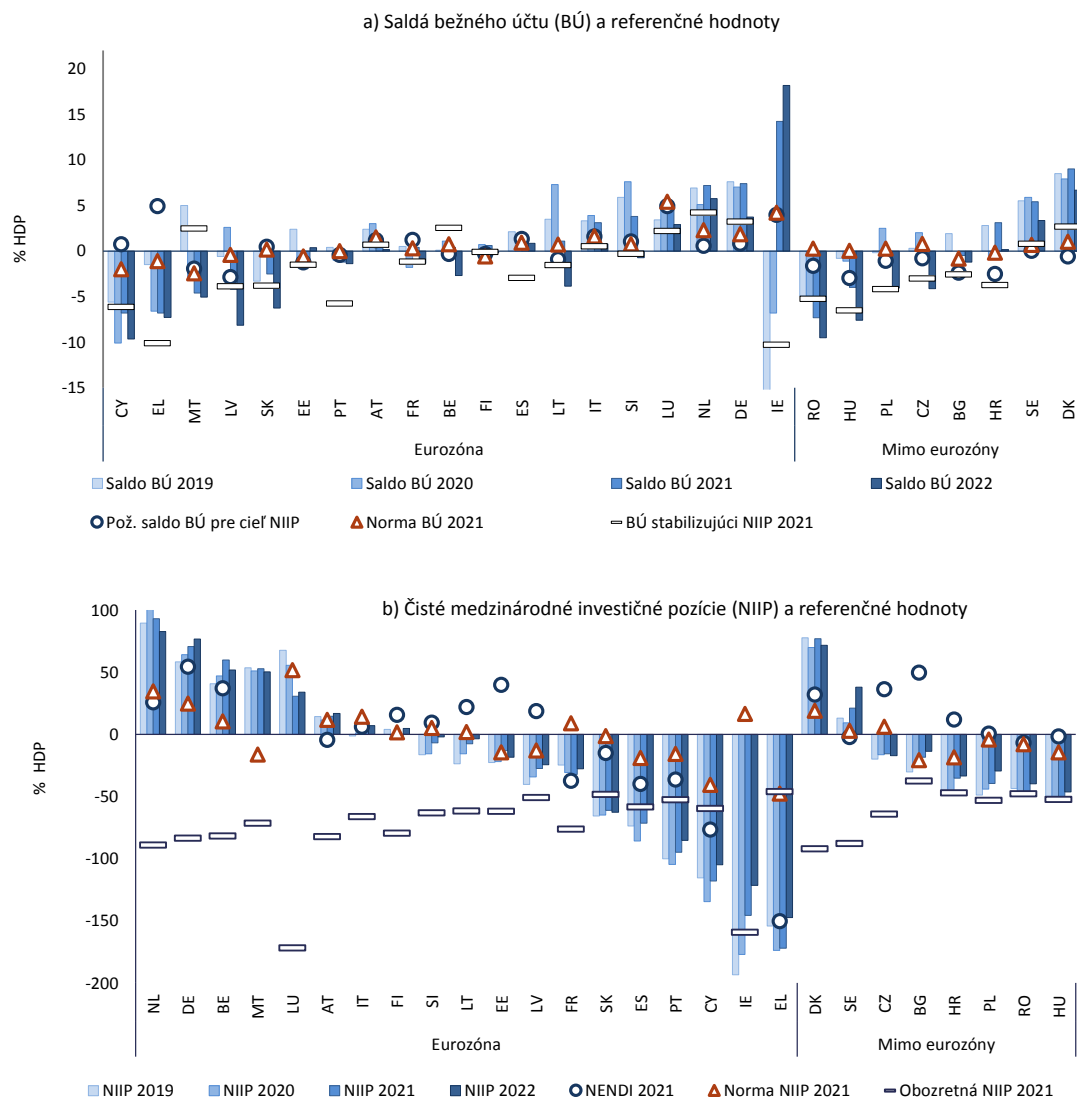 a) Saldá bežného účtu (BÚ) a referenčné hodnoty
% HDP
20
15
10
5
0
-5
-10
-15
CY EL MT LV SK EE PT AT FR BE FI ES LT IT SI LU NL DE IE RO HU PL CZ BG HR SE DK
Eurozóna Mimo eurozóny
Saldo BÚ 2019 Saldo BÚ 2020 Saldo BÚ 2021 Saldo BÚ 2022
Pož. saldo BÚ pre cieľ NIIP Norma BÚ 2021 BÚ stabilizujúci NIIP 2021
b) Čisté medzinárodné investičné pozície (NIIP) a referenčné hodnoty
% HDP
100
50
0
-50
-100
-150
-200
NL DE BE MT LU AT IT FI SI LT EE LV FR SK ES PT CY IE EL DK SE CZ BG HR PL RO HU
Eurozóna Mimo eurozóny
NIIP 2019 NIIP 2020 NIIP 2021 NIIP 2022 NENDI 2021 Norma NIIP 2021 Obozretná NIIP 2021